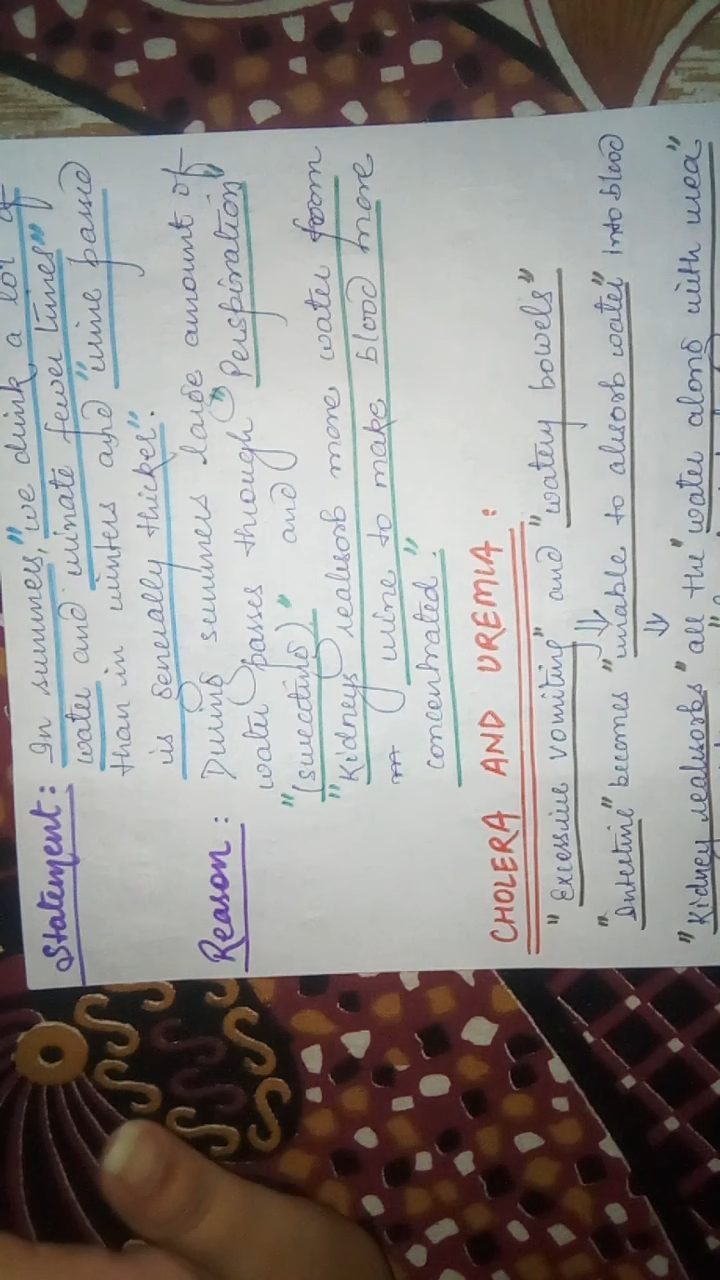 Statement: In summer, "we drink a lot of
water and urinate fewer times"
than in winters and "urine passed
is generally thicker".
Reason: During summers large amount of
water passes through "Perspiration
(sweating)" and
"Kidneys reabsorb more water from
urine to make blood more
concentrated".
CHOLERA AND UREMIA:
"Excessive vomiting" and "watery bowels"
⇓
"Intestine" becomes "unable to absorb water" into blood
⇓
"Kidney reabsorbs" all the "water along with urea"